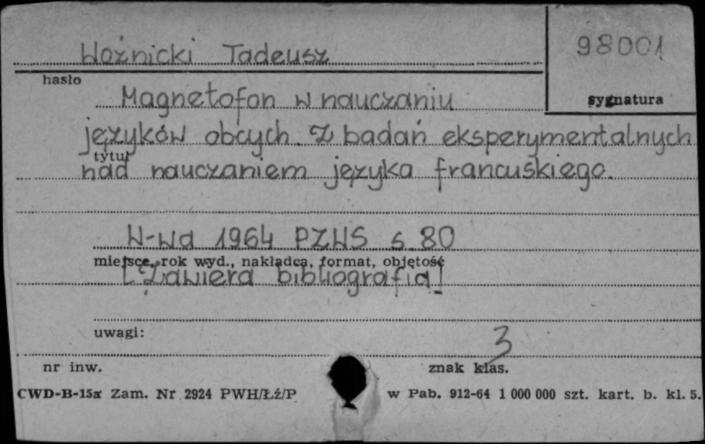 Woźnicki Tadeusz
98001
hasło
sygnatura
Magnetofon w nauczaniu
języków obcych. Z badań eksperymentalnych
tytuł
nad nauczaniem języka francuskiego.
W-wa 1964 PZWS s. 80
miejsce, rok wyd., nakładca, format, objętość
[Zawiera bibliografię]
uwagi:
3
nr inw.
znak klas.
CWD-B-15a Zam. Nr 2924 PWH/Łź/P
w Pab. 912-64 1 000 000 szt. kart. b. kl. 5.